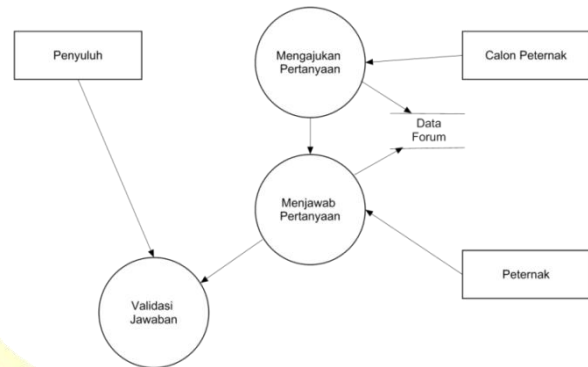 Penyuluh
Mengajukan
Pertanyaan
Calon Peternak
Data
Forum
Menjawab
Pertanyaan
Peternak
Validasi
Jawaban